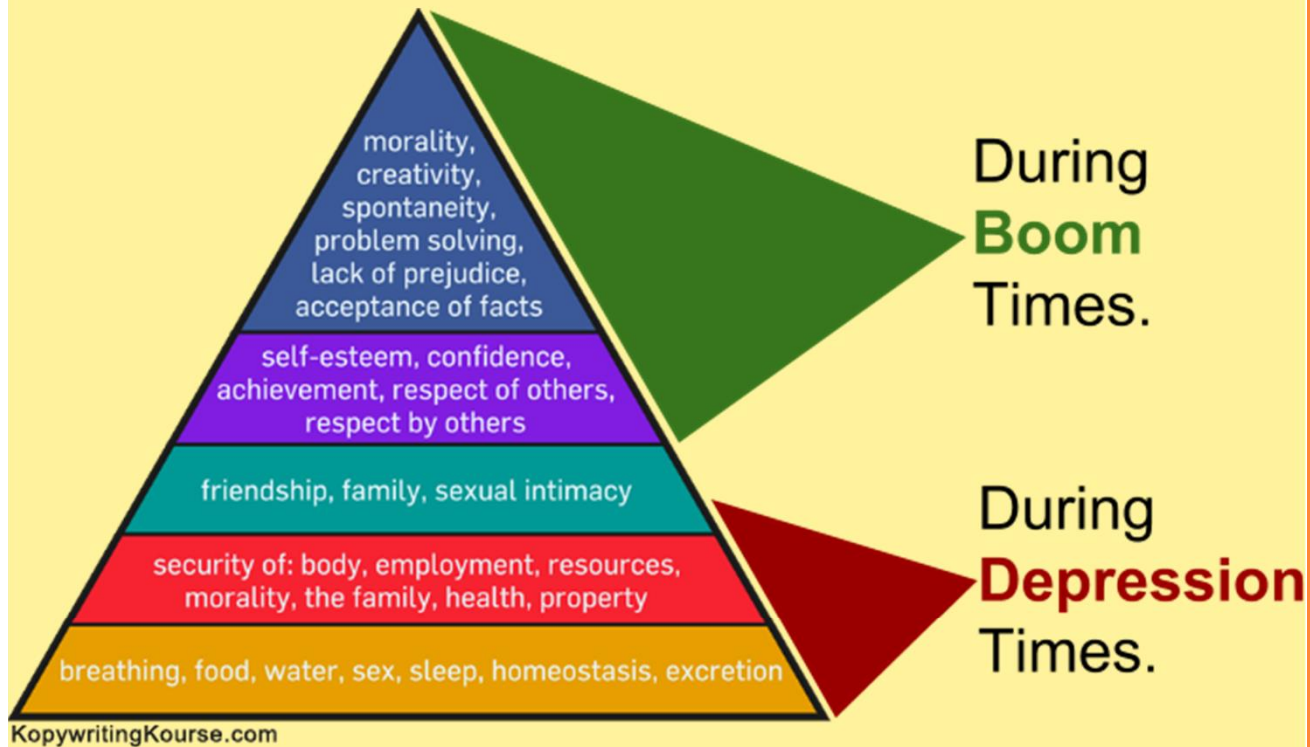 morality,
creativity,
spontaneity,
problem solving,
lack of prejudice,
acceptance of facts
self-esteem, confidence,
achievement, respect of others,
respect by others
friendship, family, sexual intimacy
security of: body, employment, resources,
morality, the family, health, property
breathing, food, water, sex, sleep, homeostasis, excretion
During
Boom
Times.
During
Depression
Times.
KopywritingKourse.com